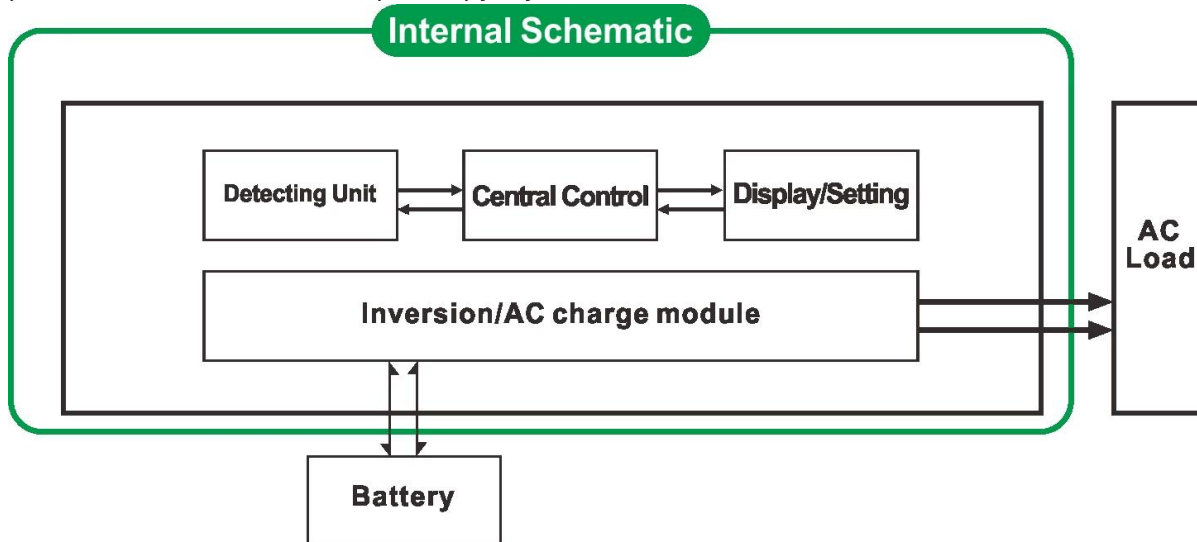 Internal Schematic
Detecting Unit
Central Control
Display/Setting
AC
Load
Inversion/AC charge module
Battery